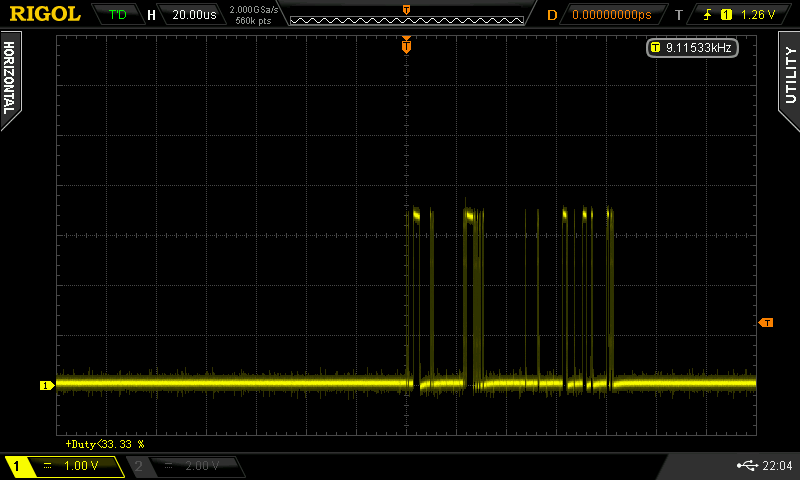 RIGOL T'D H 20.00us 2.000GSa/s 560k pts D 0.00000000ps T 1 1.26 V
HORIZONTAL
T 9.11533kHz
UTILITY
T
T
T
1
+Duty<33.33 %
1 1.00 V 2 2.00 V 22:04